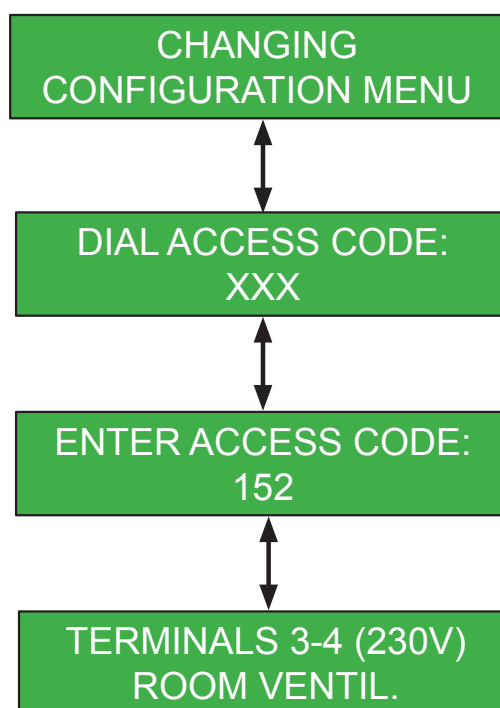 CHANGING
CONFIGURATION MENU
DIAL ACCESS CODE:
XXX
ENTER ACCESS CODE:
152
TERMINALS 3-4 (230V)
ROOM VENTIL.